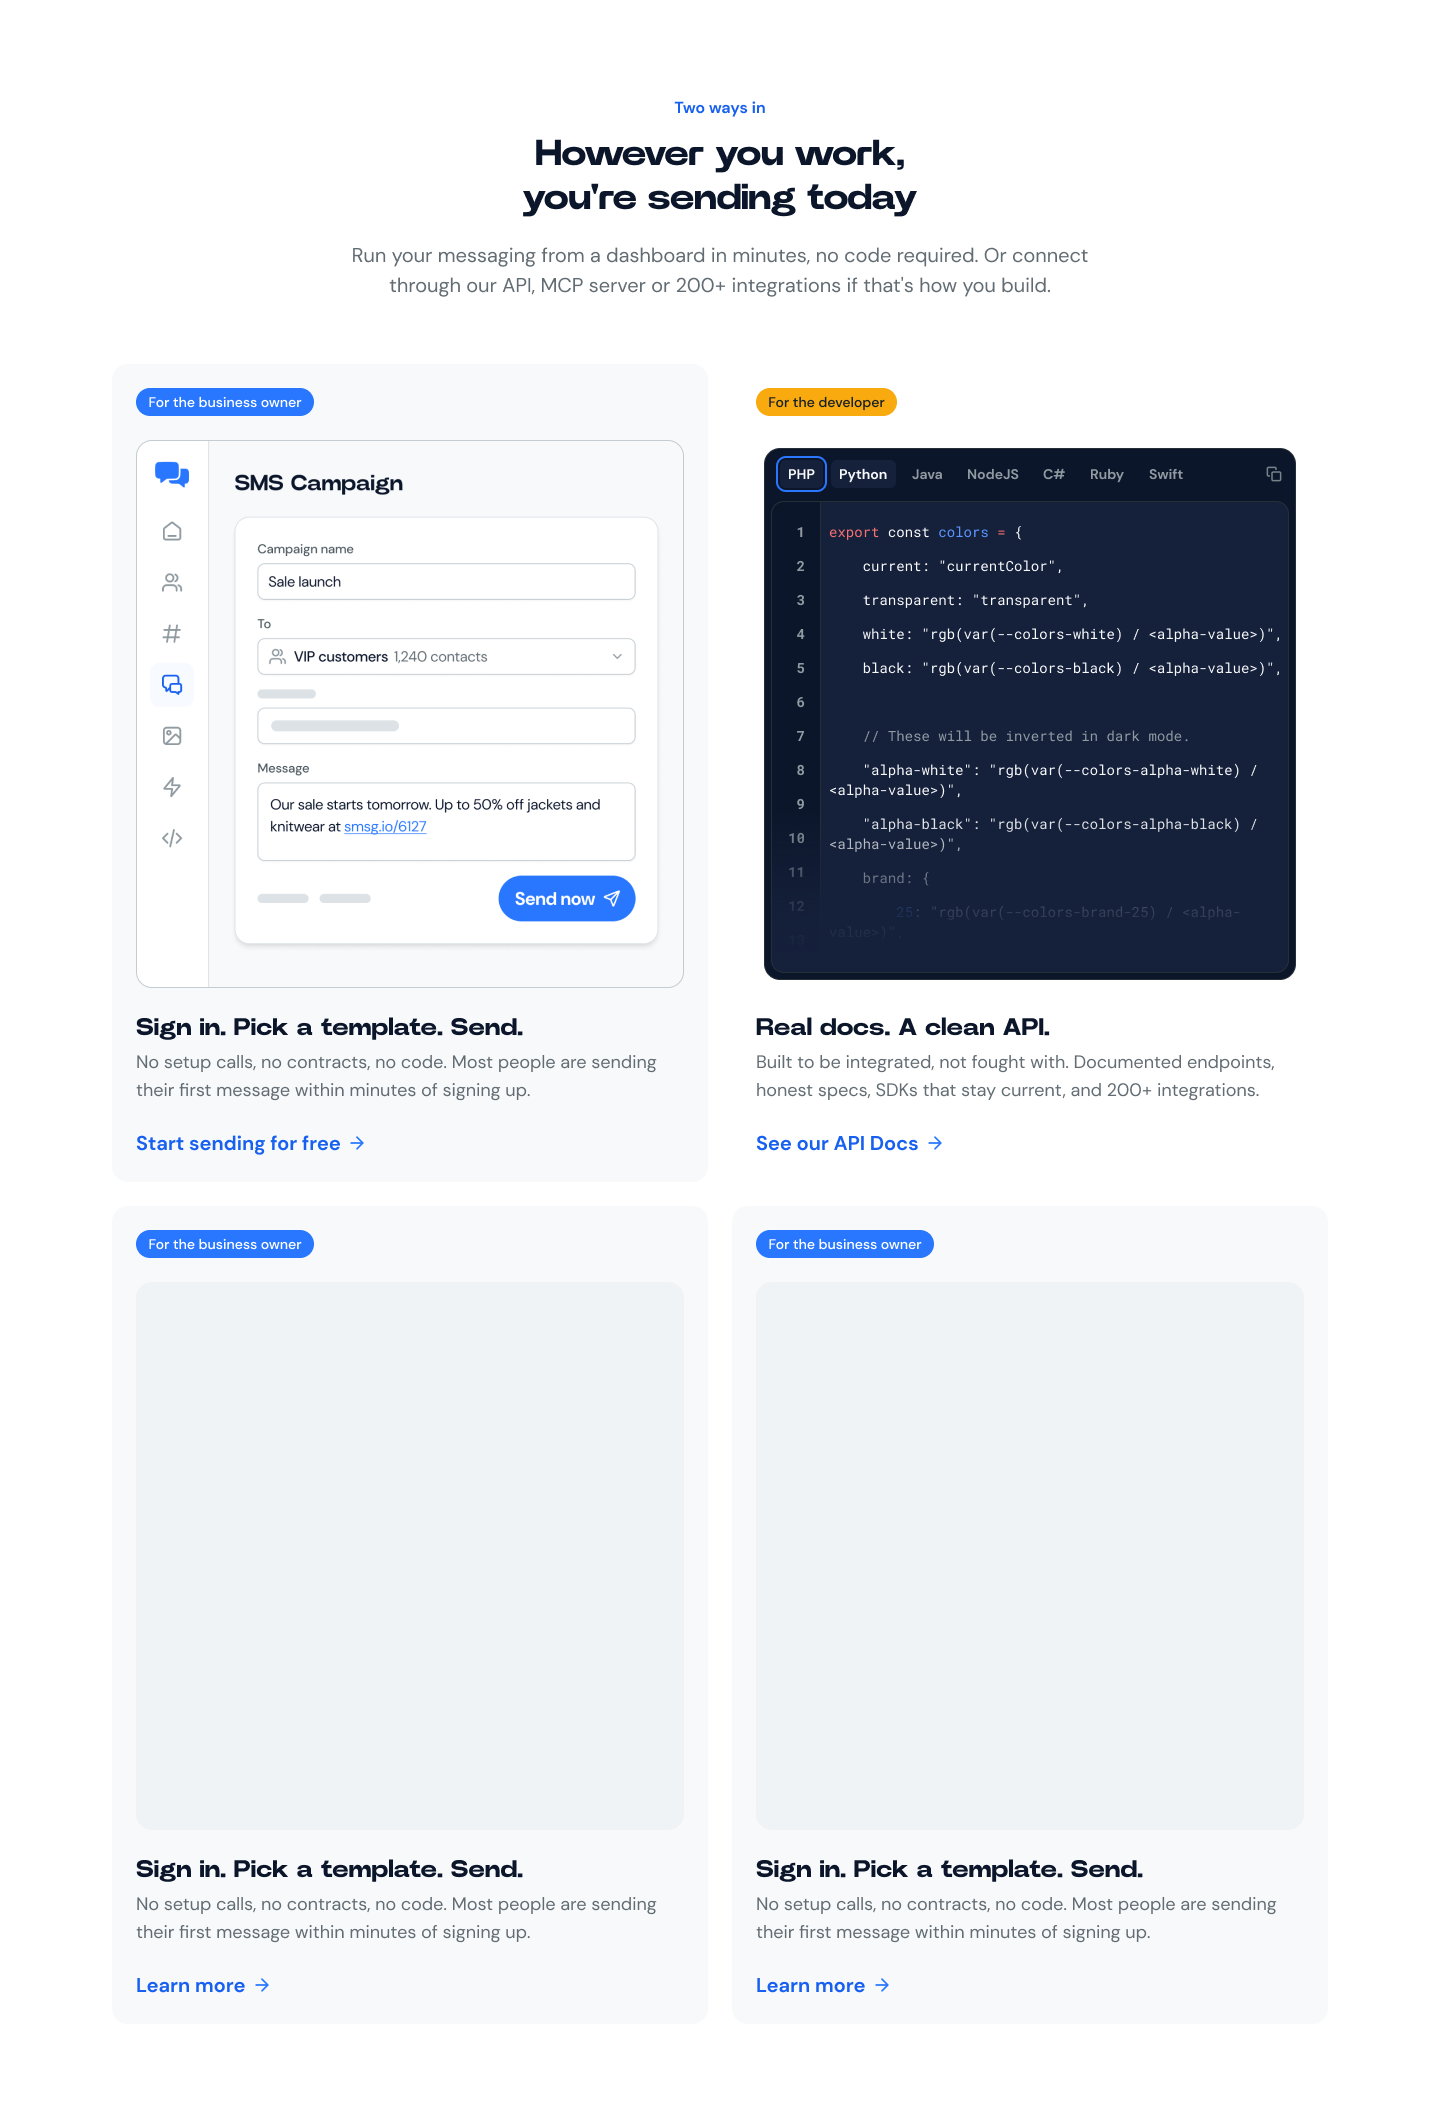 Two ways in
However you work,
you're sending today
Run your messaging from a dashboard in minutes, no code required. Or connect
through our API, MCP server or 200+ integrations if that's how you build.
For the business owner
SMS Campaign
Campaign name
Sale launch
To
VIP customers 1,240 contacts
Message
Our sale starts tomorrow. Up to 50% off jackets and
knitwear at smsg.io/6127
Send now
Sign in. Pick a template. Send.
No setup calls, no contracts, no code. Most people are sending
their first message within minutes of signing up.
Start sending for free
For the developer
PHP Python Java NodeJS C# Ruby Swift
1 export const colors = {
2 current: "currentColor",
3 transparent: "transparent",
4 white: "rgb(var(--colors-white) / <alpha-value>)",
5 black: "rgb(var(--colors-black) / <alpha-value>)",
6
7 // These will be inverted in dark mode.
8 "alpha-white": "rgb(var(--colors-alpha-white) /
<alpha-value>)",
9
"alpha-black": "rgb(var(--colors-alpha-black) /
10
<alpha-value>)",
11 brand: {
12 25: "rgb(var(--colors-brand-25) / <alpha-
value>)",
13
Real docs. A clean API.
Built to be integrated, not fought with. Documented endpoints,
honest specs, SDKs that stay current, and 200+ integrations.
See our API Docs
For the business owner
Sign in. Pick a template. Send.
No setup calls, no contracts, no code. Most people are sending
their first message within minutes of signing up.
Learn more
For the business owner
Sign in. Pick a template. Send.
No setup calls, no contracts, no code. Most people are sending
their first message within minutes of signing up.
Learn more